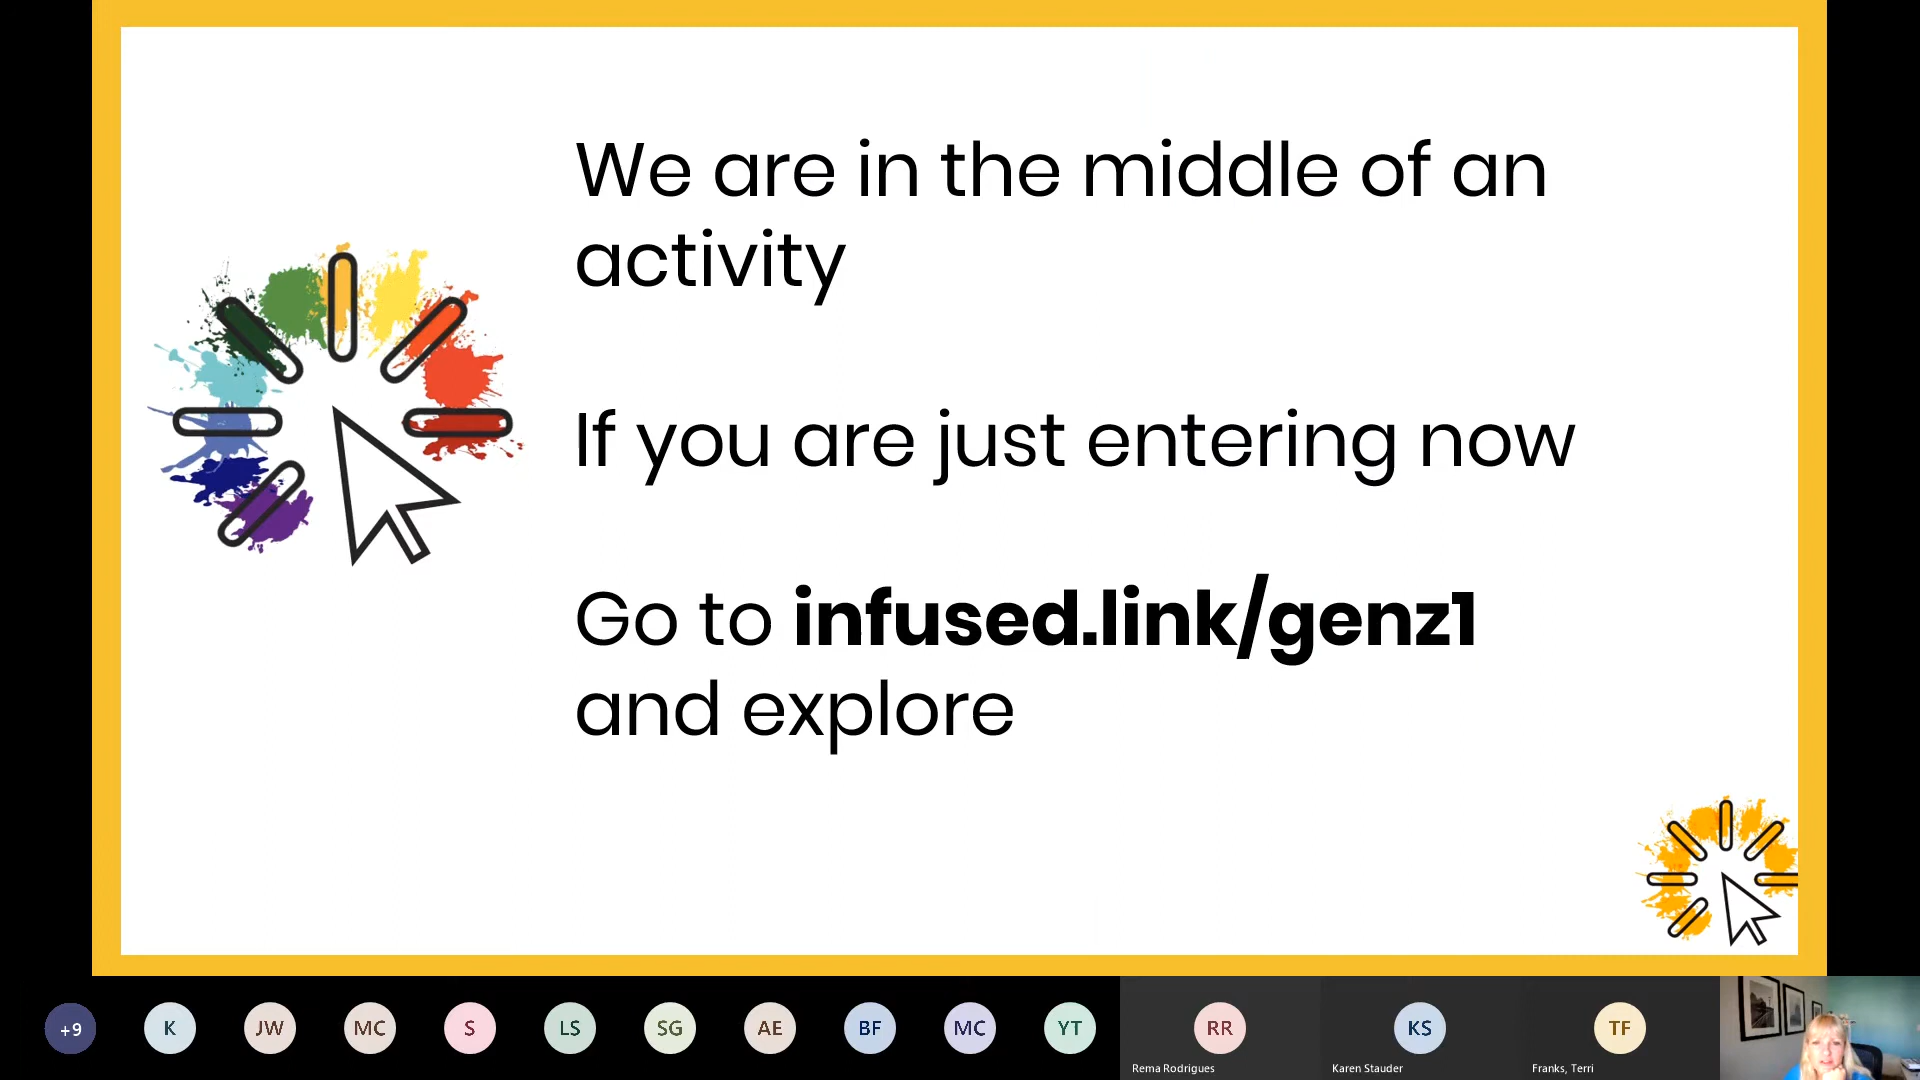 We are in the middle of an
activity
If you are just entering now
Go to infused.link/genz1
and explore
+9
K
JW
MC
S
LS
SG
AE
BF
MC
YT
RR
KS
TF
Rema Rodrigues
Karen Stauder
Franks, Terri